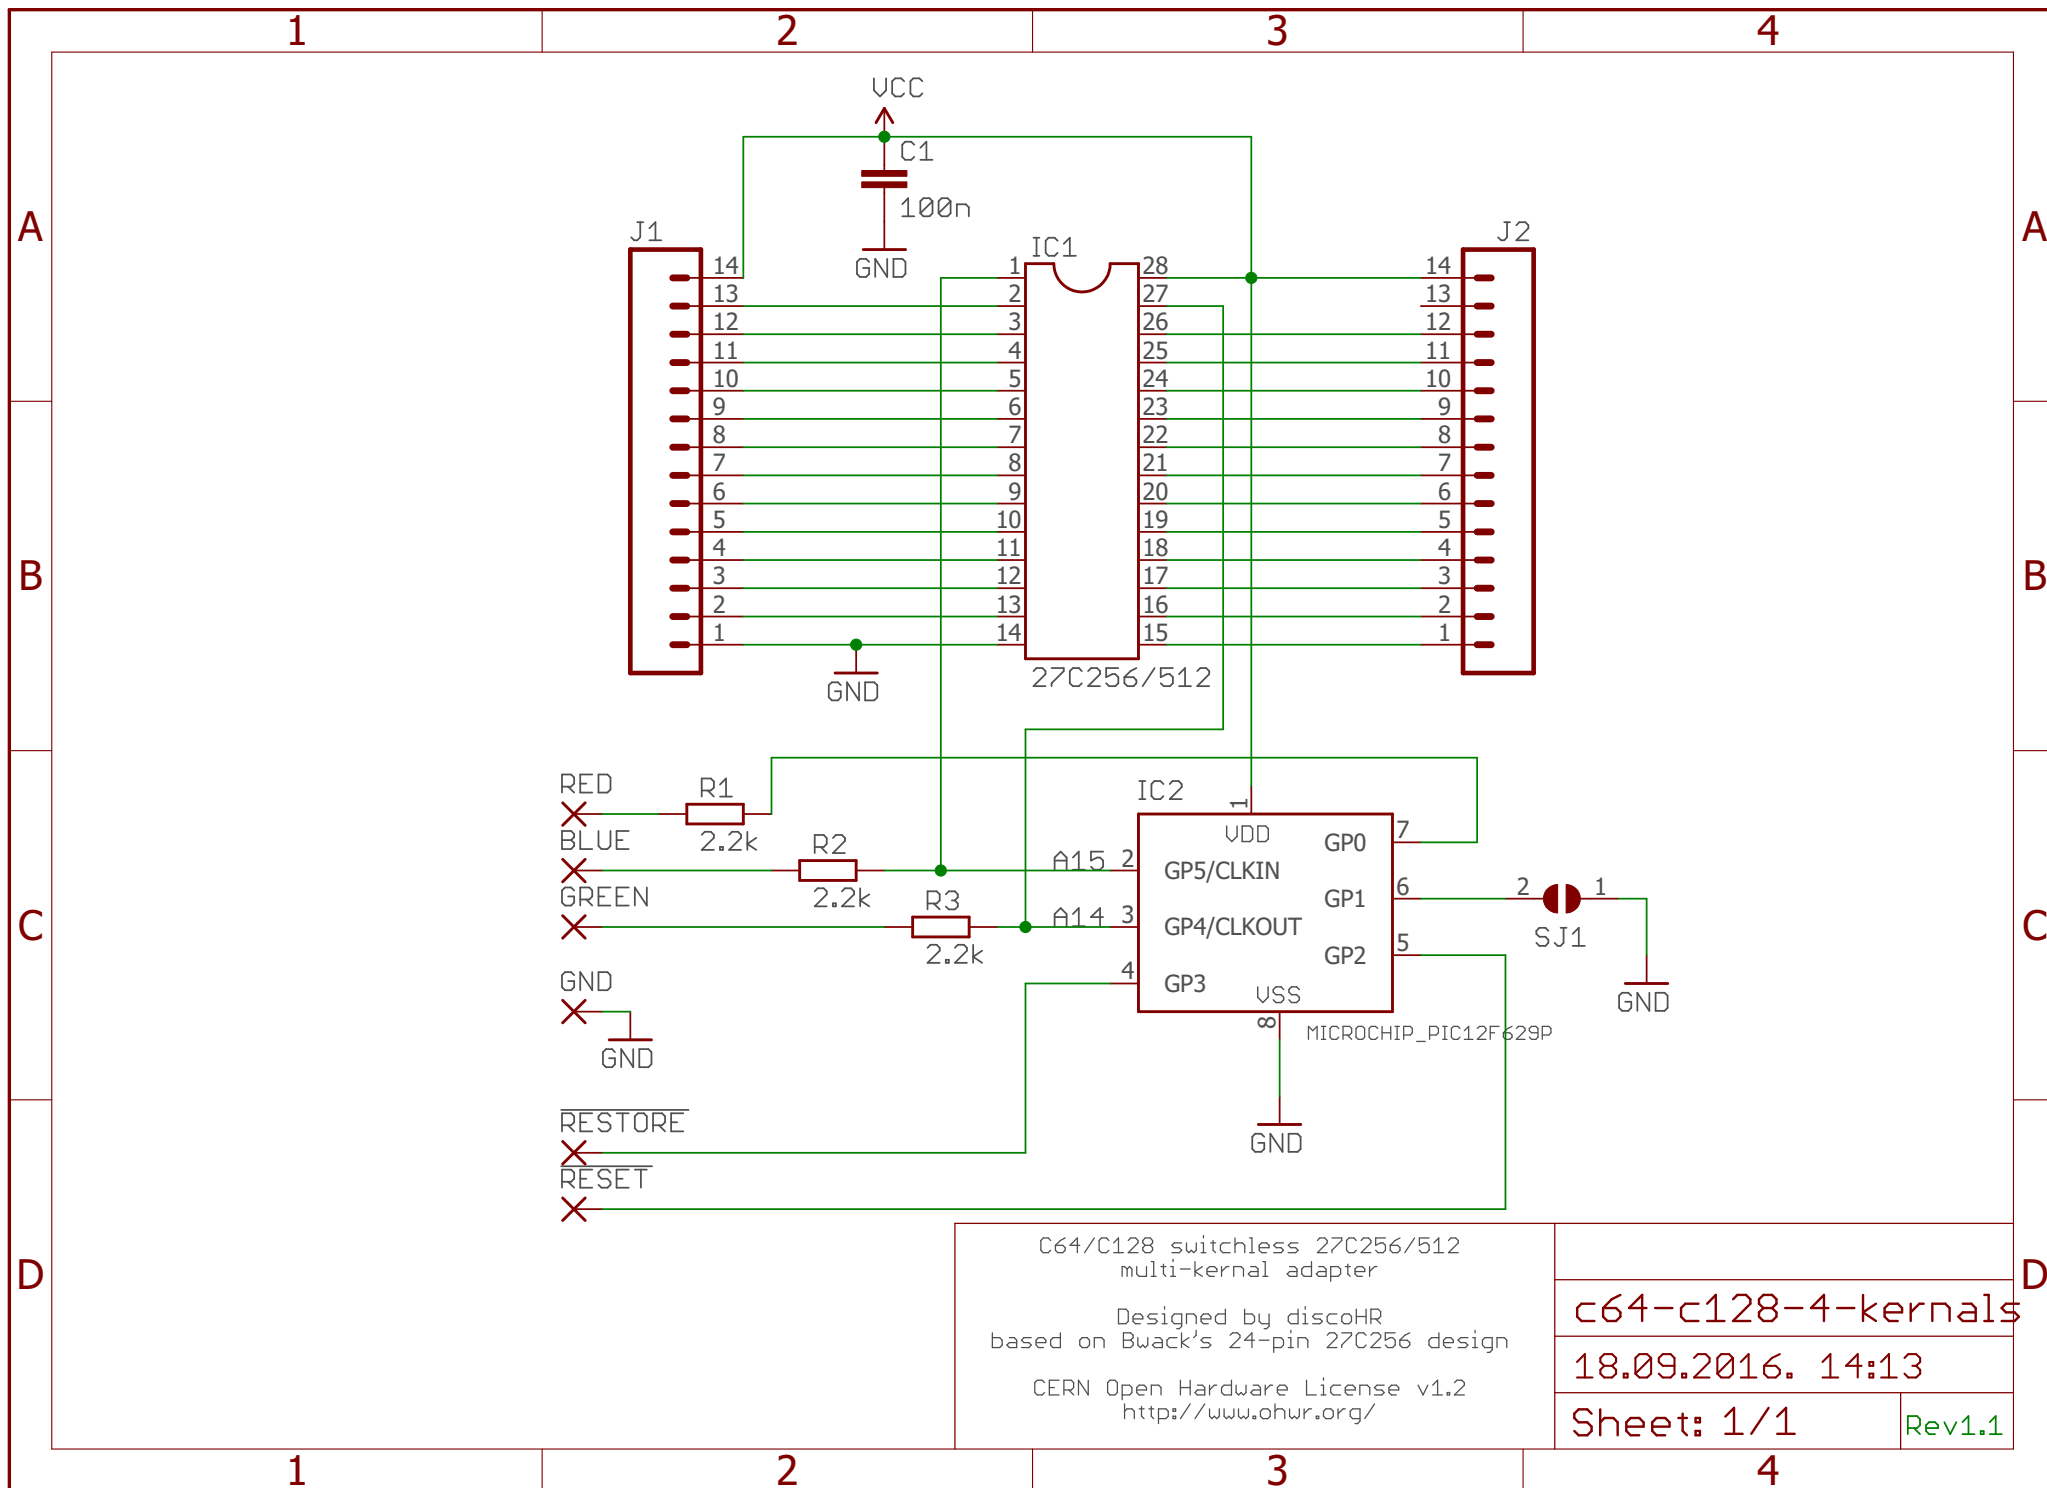 1 2 3 4
VCC
C1
100n
GND
A A
J1 IC1 J2
14 1 28 14
13 2 27 13
12 3 26 12
11 4 25 11
10 5 24 10
9 6 23 9
8 7 22 8
7 8 21 7
6 9 20 6
5 10 19 5
4 11 18 4
3 12 17 3
2 13 16 2
1 14 15 1
B B
GND
27C256/512
RED
R1
2.2k
BLUE
R2
2.2k
GREEN
R3
2.2k
IC2
1
VDD
A15 2 GP5/CLKIN
A14 3 GP4/CLKOUT
4 GP3
GP0 7
GP1 6
GP2 5
VSS
8
MICROCHIP_PIC12F629P
2 1
SJ1
GND
C C
GND
GND
GND
RESTORE
RESET
D D
C64/C128 switchless 27C256/512
multi-kernal adapter
Designed by discoHR
based on Bwack's 24-pin 27C256 design
CERN Open Hardware License v1.2
http://www.ohwr.org/
c64-c128-4-kernals
18.09.2016. 14:13
Sheet: 1/1
Rev1.1
1 2 3 4